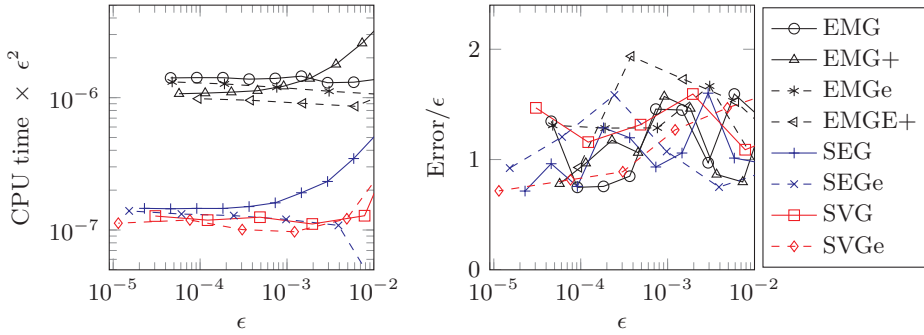 CPU time × ϵ²
10⁻⁶
10⁻⁷
10⁻⁵
10⁻⁴
10⁻³
10⁻²
ϵ
Error/ϵ
2
1
0
10⁻⁵
10⁻⁴
10⁻³
10⁻²
ϵ
EMG
EMG+
EMGe
EMGE+
SEG
SEGe
SVG
SVGe